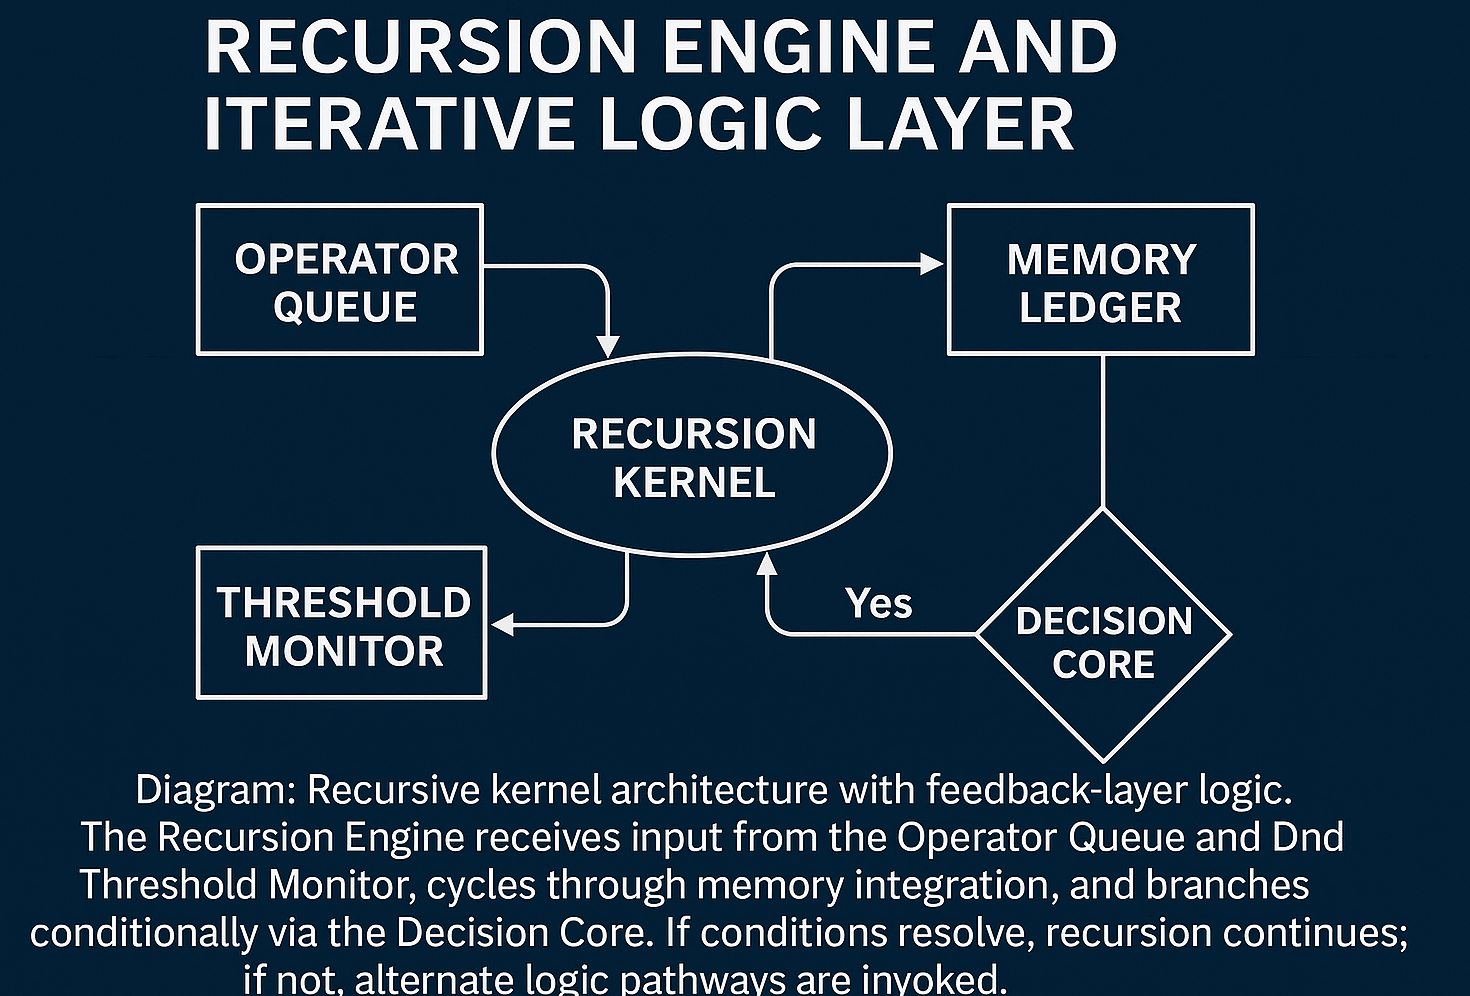 RECURSION ENGINE AND
ITERATIVE LOGIC LAYER
OPERATOR
QUEUE
MEMORY
LEDGER
RECURSION
KERNEL
THRESHOLD
MONITOR
Yes
DECISION
CORE
Diagram: Recursive kernel architecture with feedback-layer logic.
The Recursion Engine receives input from the Operator Queue and Dnd
Threshold Monitor, cycles through memory integration, and branches
conditionally via the Decision Core. If conditions resolve, recursion continues;
if not, alternate logic pathways are invoked.